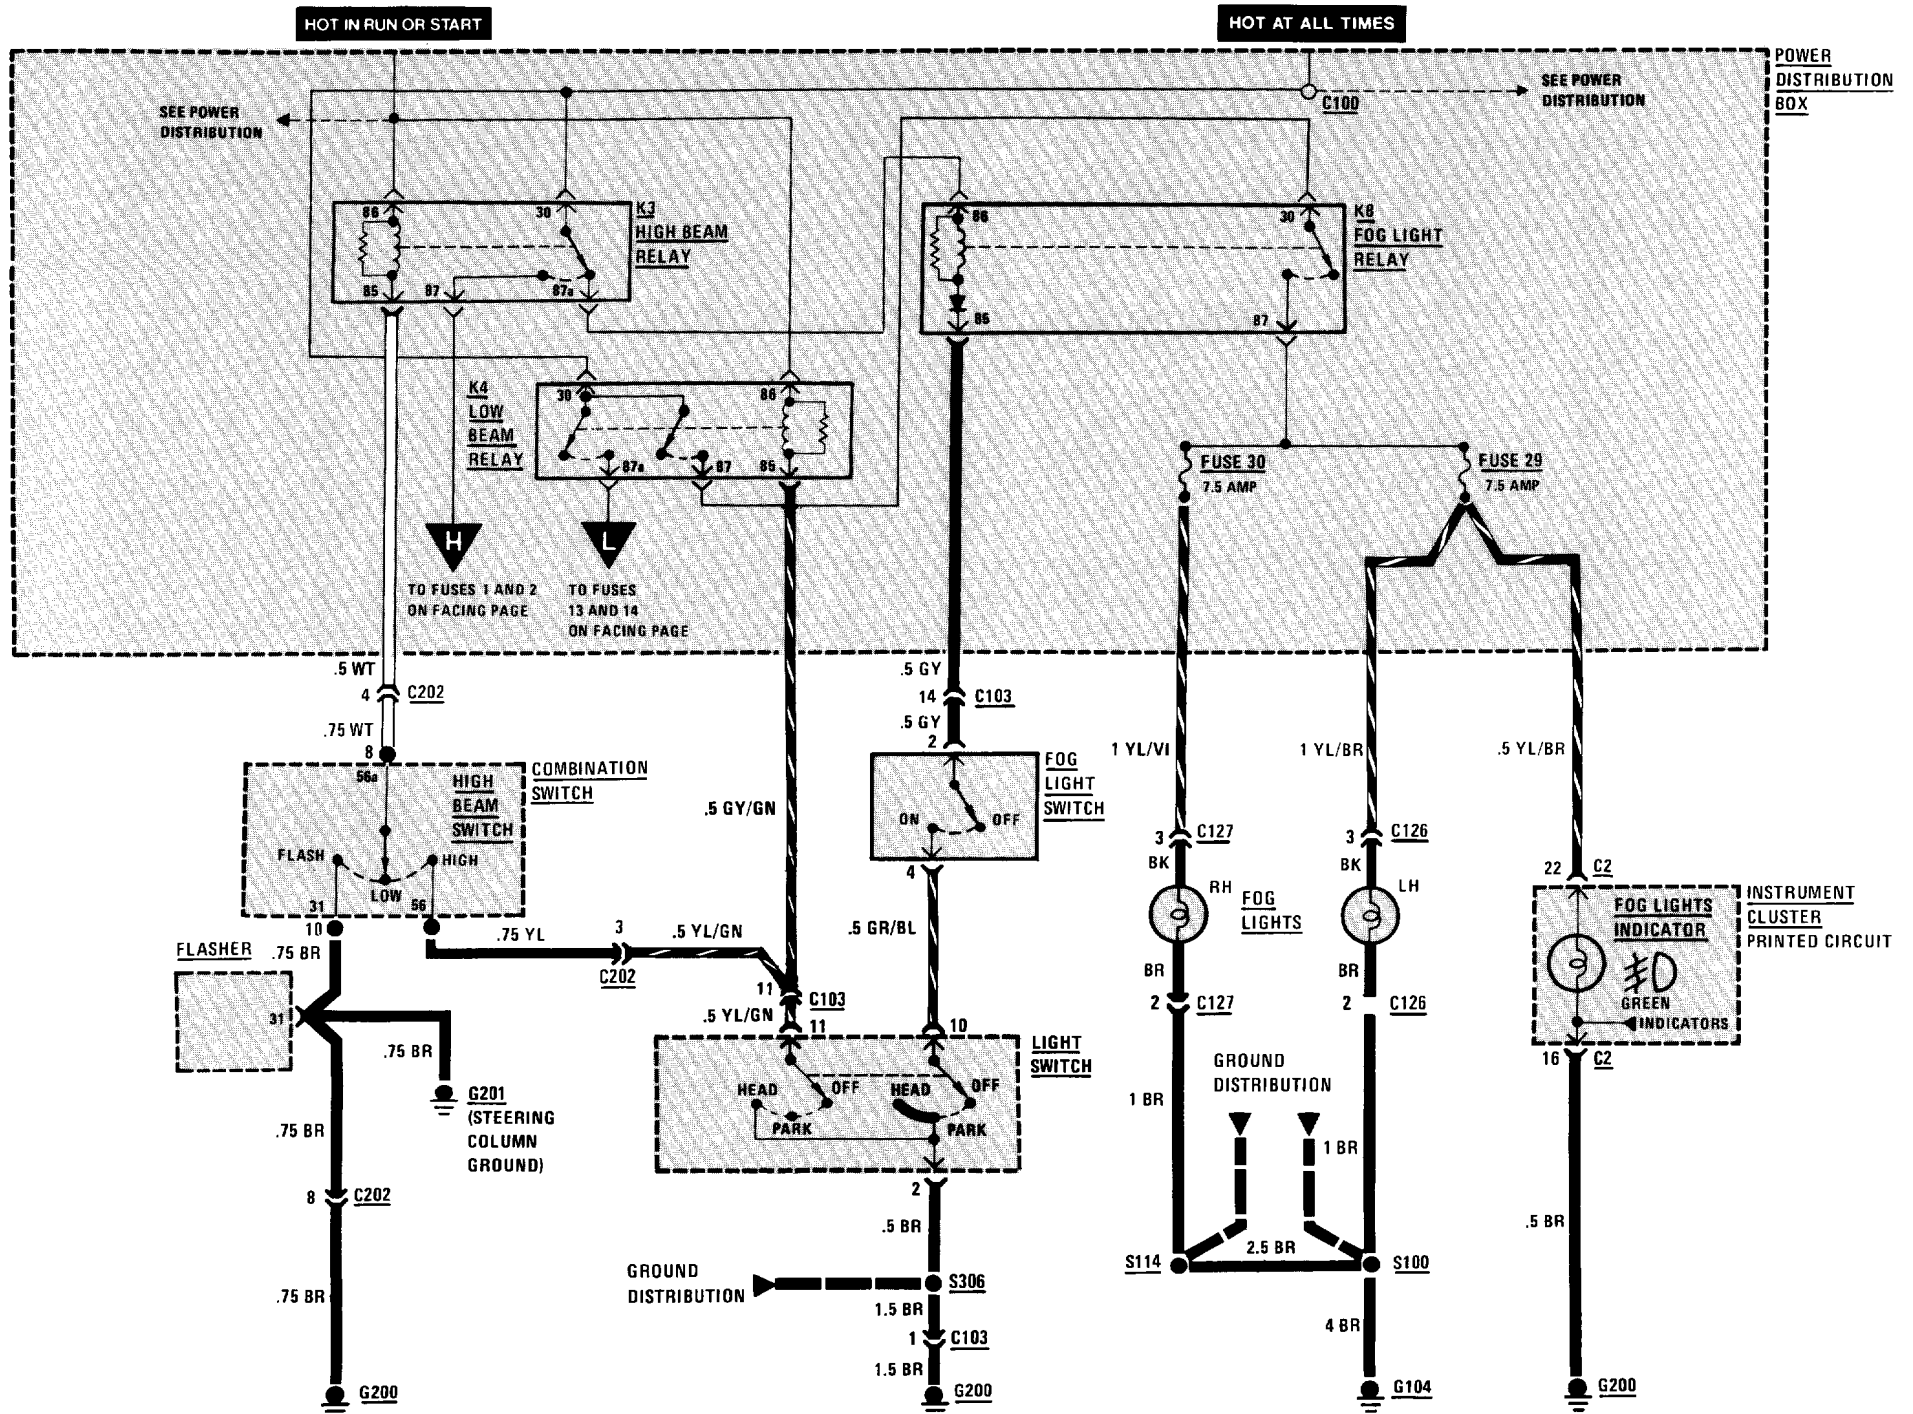 HOT IN RUN OR START
HOT AT ALL TIMES
POWER
DISTRIBUTION
BOX
SEE POWER
DISTRIBUTION
C100
SEE POWER
DISTRIBUTION
86
30
K3
HIGH BEAM
RELAY
85
87
87a
86
30
K8
FOG LIGHT
RELAY
85
87
K4
LOW
BEAM
RELAY
30
86
87a
87
85
FUSE 30
7.5 AMP
FUSE 29
7.5 AMP
H
L
TO FUSES 1 AND 2
ON FACING PAGE
TO FUSES
13 AND 14
ON FACING PAGE
.5 WT
4
C202
.75 WT
8
.5 GY
14
C103
.5 GY
2
56a
HIGH
BEAM
SWITCH
COMBINATION
SWITCH
FLASH
HIGH
LOW
31
56
10
.5 GY/GN
FOG
LIGHT
SWITCH
ON
OFF
4
1 YL/VI
1 YL/BR
.5 YL/BR
3
C127
BK
RH
FOG
LIGHTS
3
C126
BK
LH
22
C2
FOG LIGHTS
INDICATOR
GREEN
INDICATORS
INSTRUMENT
CLUSTER
PRINTED CIRCUIT
16
C2
FLASHER
.75 BR
31
.75 YL
3
C202
.5 YL/GN
.5 GR/BL
11
C103
.5 YL/GN
11
10
BR
2
C127
BR
2
C126
.75 BR
G201
(STEERING
COLUMN
GROUND)
.75 BR
LIGHT
SWITCH
HEAD
OFF
PARK
HEAD
OFF
PARK
2
GROUND
DISTRIBUTION
1 BR
1 BR
8
C202
.5 BR
.5 BR
2.5 BR
S114
S100
GROUND
DISTRIBUTION
S306
1.5 BR
.75 BR
1
C103
1.5 BR
4 BR
G200
G200
G104
G200